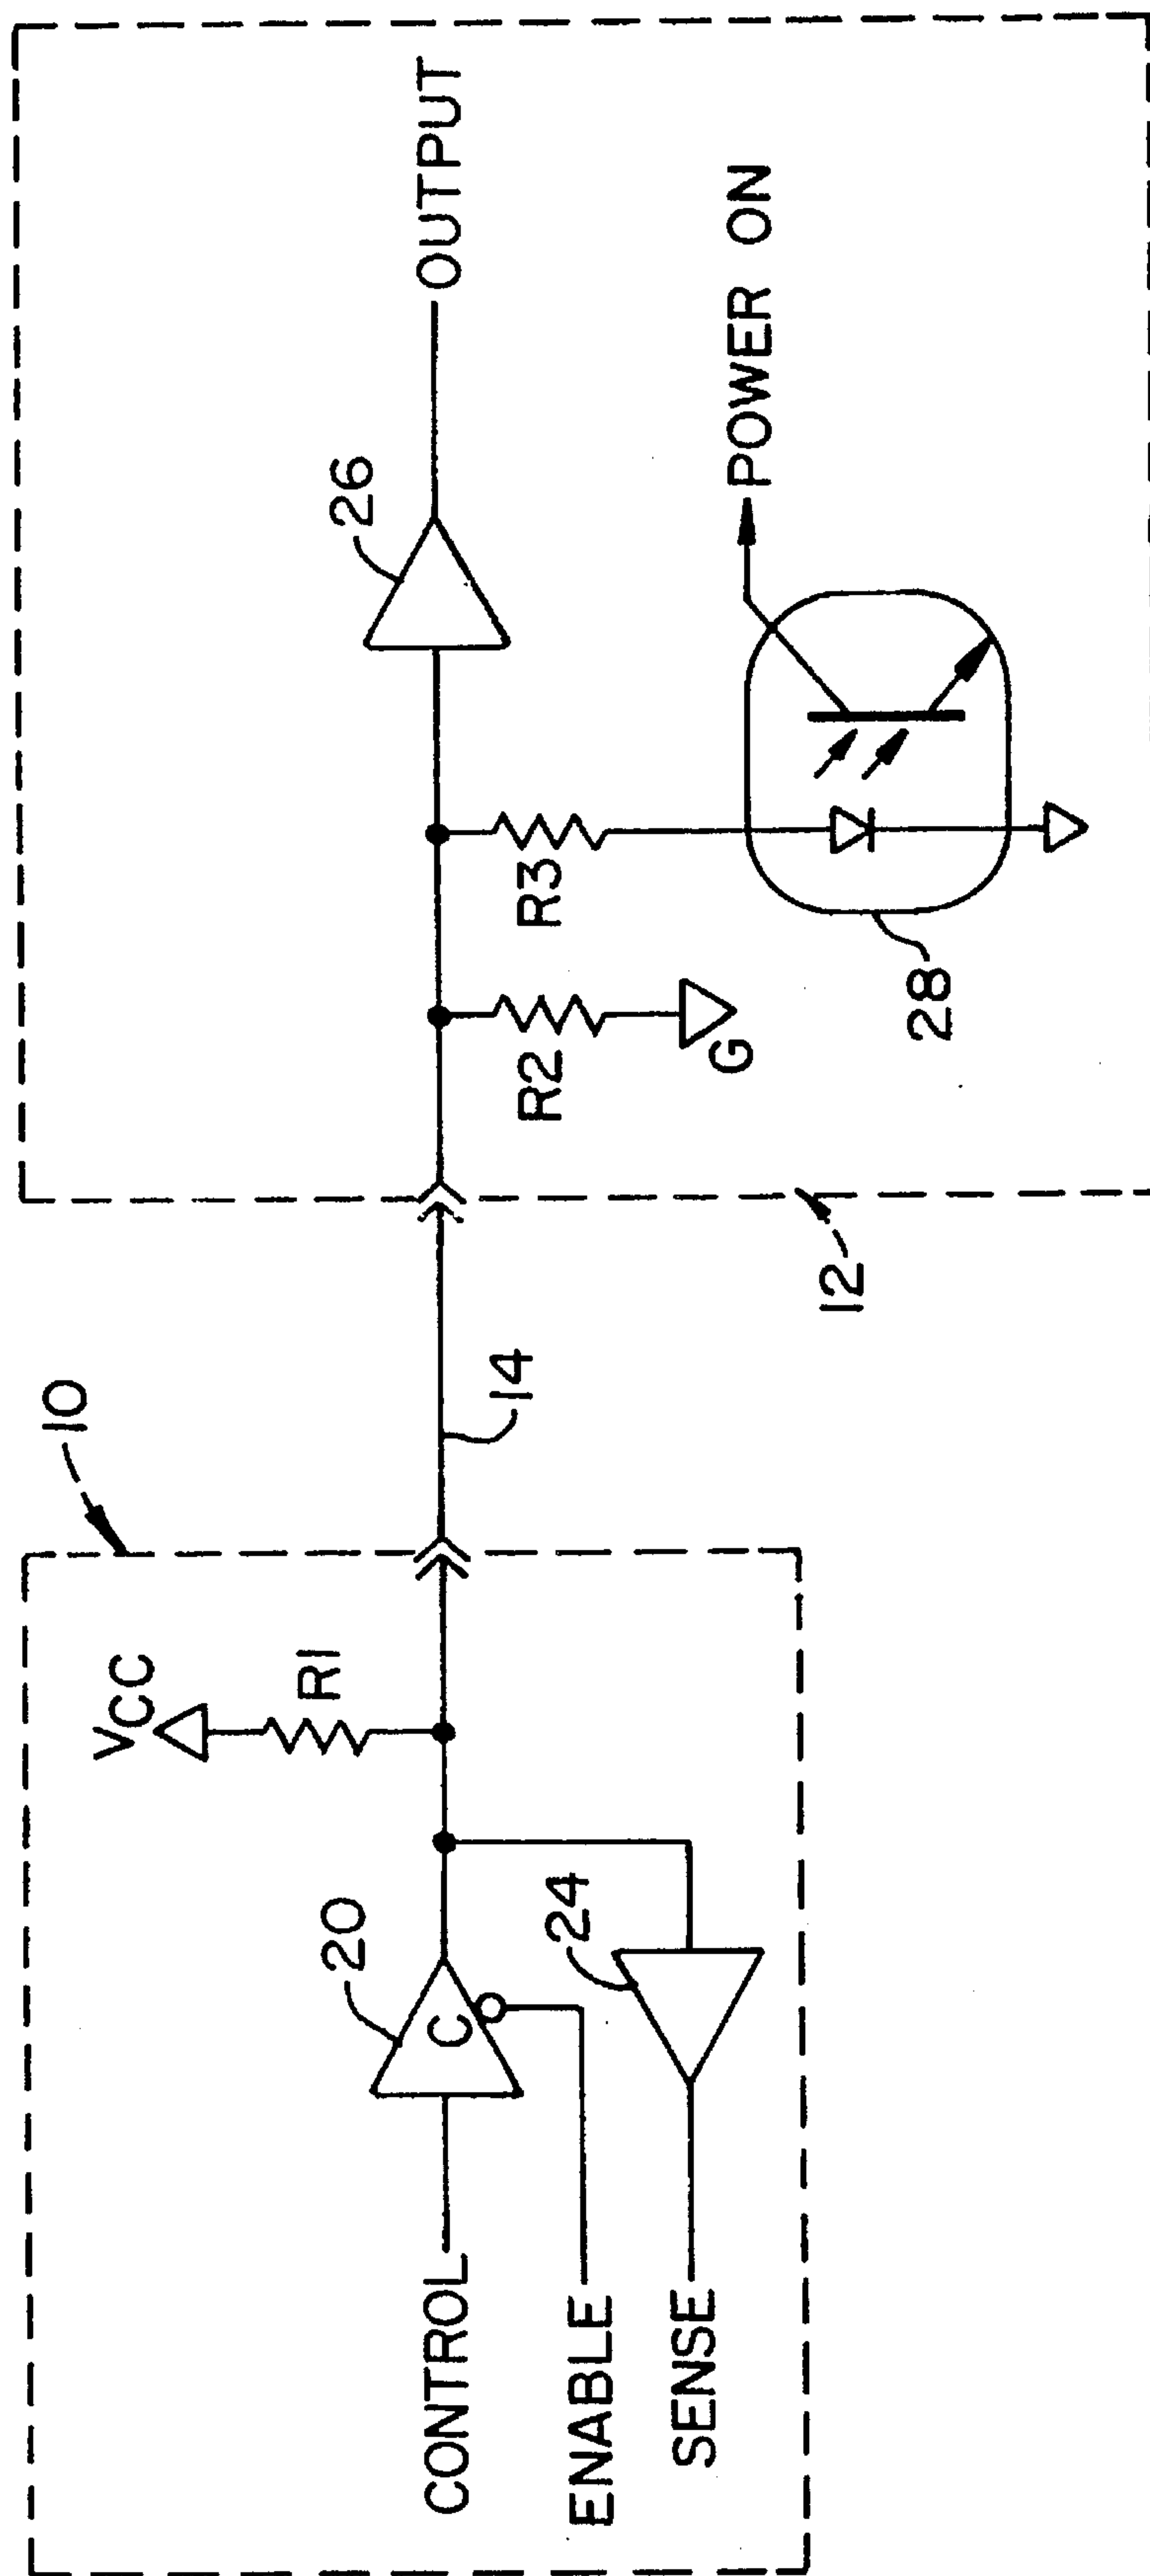 10
VCC
R1
20
CONTROL
C
ENABLE
24
SENSE
14
12
R2
G
R3
26
OUTPUT
28
POWER ON